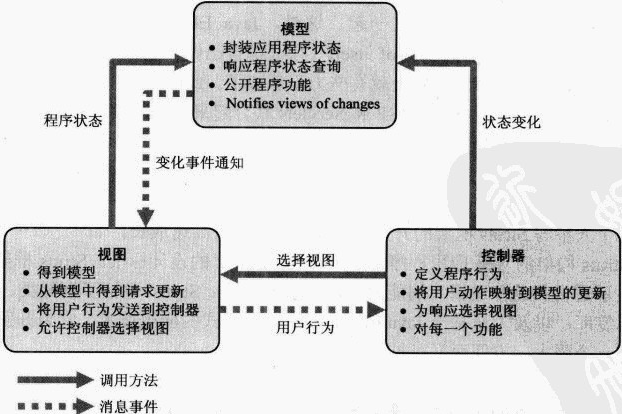 模型
• 封装应用程序状态
• 响应程序状态查询
• 公开程序功能
• Notifies views of changes
程序状态
状态变化
变化事件通知
视图
• 得到模型
• 从模型中得到请求更新
• 将用户行为发送到控制器
• 允许控制器选择视图
选择视图
用户行为
控制器
• 定义程序行为
• 将用户动作映射到模型的更新
• 为响应选择视图
• 对每一个功能
调用方法
消息事件